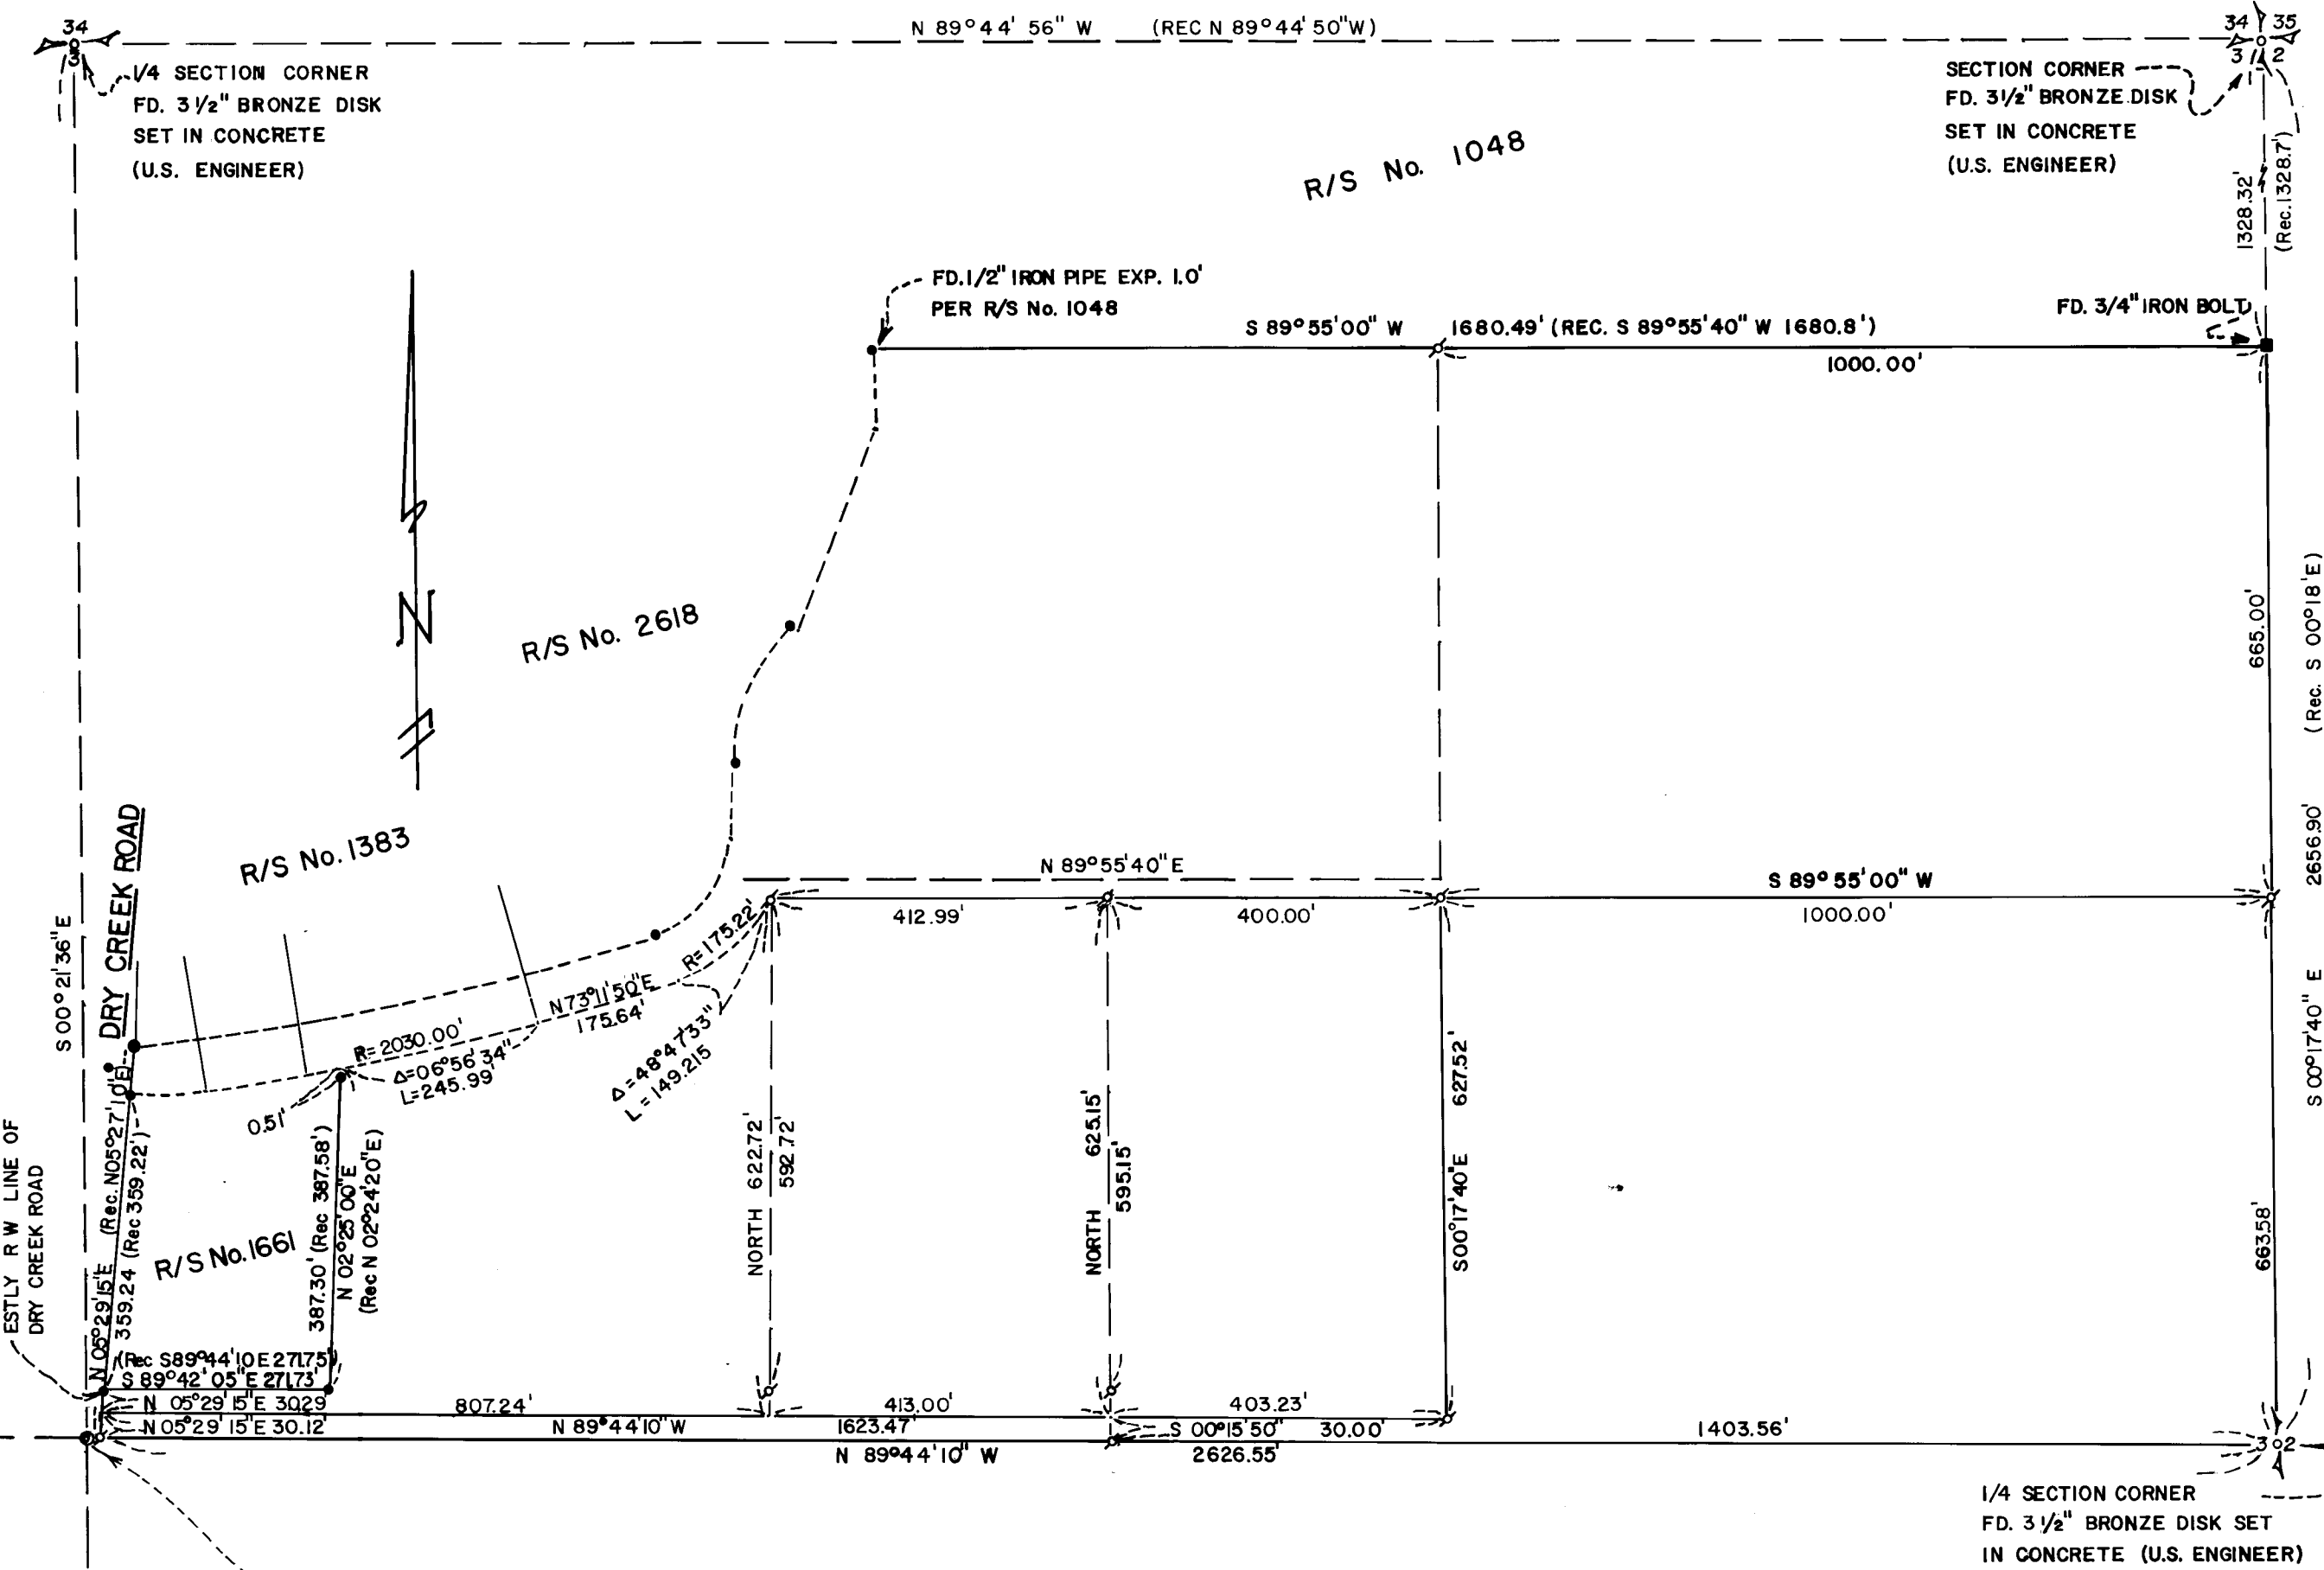 34
3
N 89°44' 56" W (REC N 89°44' 50"W)
34 35
3 2
1/4 SECTION CORNER
FD. 3 1/2" BRONZE DISK
SET IN CONCRETE
(U.S. ENGINEER)
SECTION CORNER
FD. 3 1/2" BRONZE DISK
SET IN CONCRETE
(U.S. ENGINEER)
R/S No. 1048
1328.32'
(Rec. 1328.7')
FD. 1/2" IRON PIPE EXP. 1.0'
PER R/S No. 1048
S 89°55'00" W 1680.49' (REC. S 89°55'40" W 1680.8')
1000.00'
FD. 3/4" IRON BOLT
N
R/S No. 2618
665.00'
(Rec. S 00°18'E)
2656.90'
S 00°17'40" E
R/S No. 1383
DRY CREEK ROAD
S 00°21'36" E
N 89°55'40" E
412.99'
400.00'
S 89°55'00" W
1000.00'
R=175.22'
N 73°11'50"E
175.64'
Δ=48°47'33"
L=149.215
R=2030.00'
Δ=06°56'34"
L=245.99'
0.51'
NORTH 622.72'
592.72'
NORTH 625.15'
595.15'
S 00°17'40"E 627.52'
663.58'
ESTLY R W LINE OF
DRY CREEK ROAD
N 05°29'15"E (Rec. N 05°27'10"E)
359.24 (Rec 359.22')
R/S No. 1661
387.30' (Rec 387.58')
N 02°25'00"E
(Rec N 02°24'20"E)
(Rec S89°44'10 E 271.75'
S 89°42'05"E 271.73'
N 05°29'15"E 30.29
N 05°29'15"E 30.12'
807.24'
413.00'
403.23'
N 89°44'10" W 1623.47'
S 00°15'50" 30.00'
1403.56'
N 89°44'10" W 2626.55'
3 2
1/4 SECTION CORNER
FD. 3 1/2" BRONZE DISK SET
IN CONCRETE (U.S. ENGINEER)